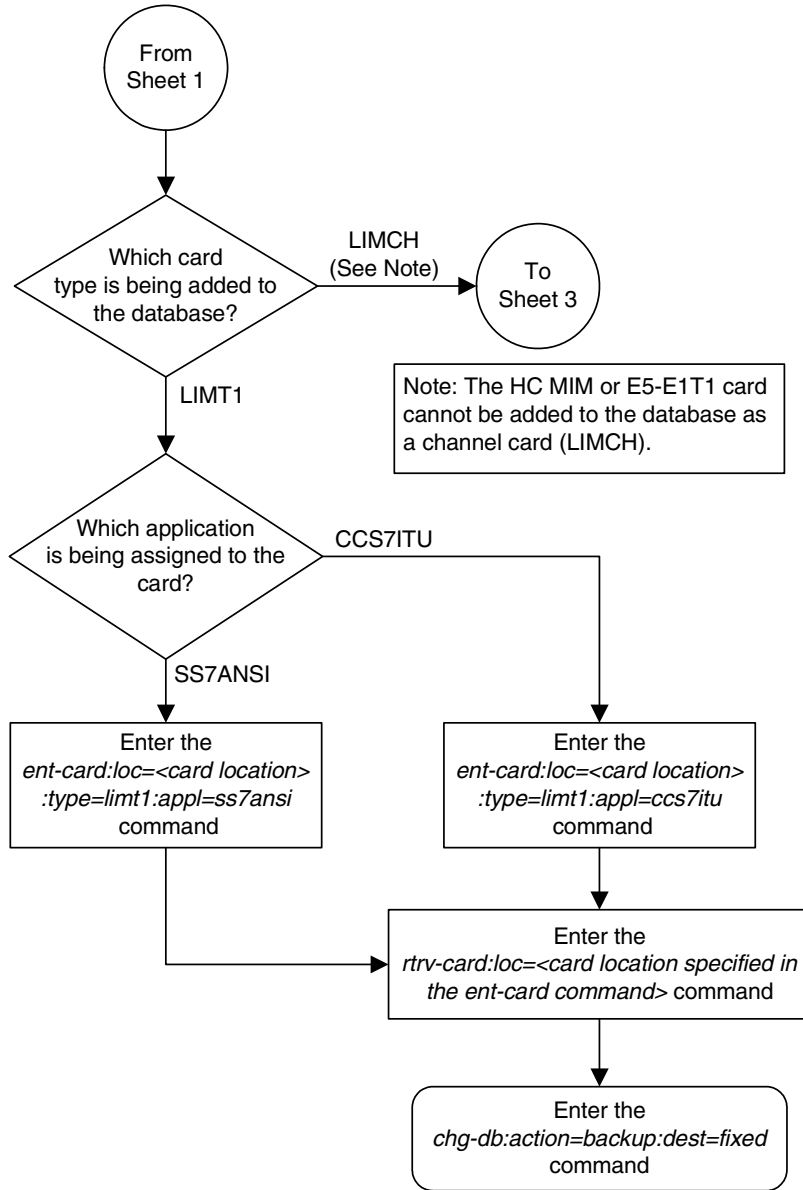 From
Sheet 1
Which card
type is being added to
the database?
LIMCH
(See Note)
To
Sheet 3
Note: The HC MIM or E5-E1T1 card
cannot be added to the database as
a channel card (LIMCH).
LIMT1
Which application
is being assigned to the
card?
CCS7ITU
SS7ANSI
Enter the
ent-card:loc=<card location>
:type=limt1:appl=ss7ansi
command
Enter the
ent-card:loc=<card location>
:type=limt1:appl=ccs7itu
command
Enter the
rtrv-card:loc=<card location specified in
the ent-card command> command
Enter the
chg-db:action=backup:dest=fixed
command